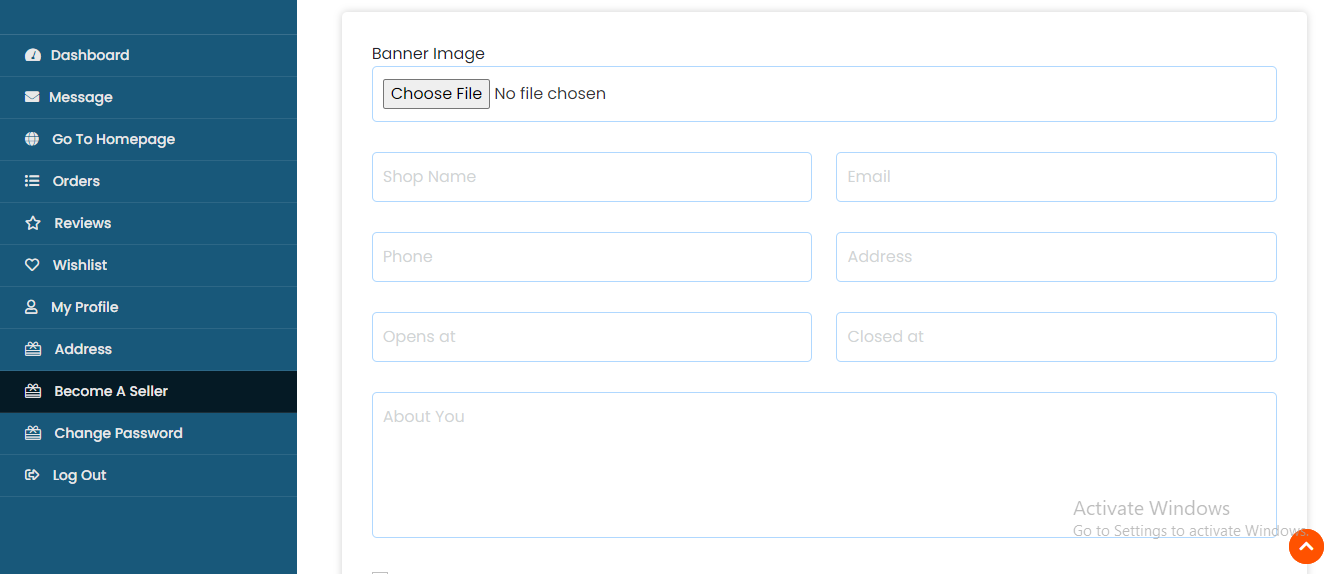 Dashboard
Message
Go To Homepage
Orders
Reviews
Wishlist
My Profile
Address
Become A Seller
Change Password
Log Out
Banner Image
Choose File No file chosen
Shop Name Email
Phone Address
Opens at Closed at
About You
Activate Windows
Go to Settings to activate Windows.